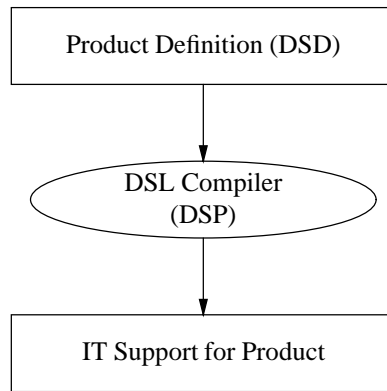 Product Definition (DSD)
DSL Compiler
(DSP)
IT Support for Product